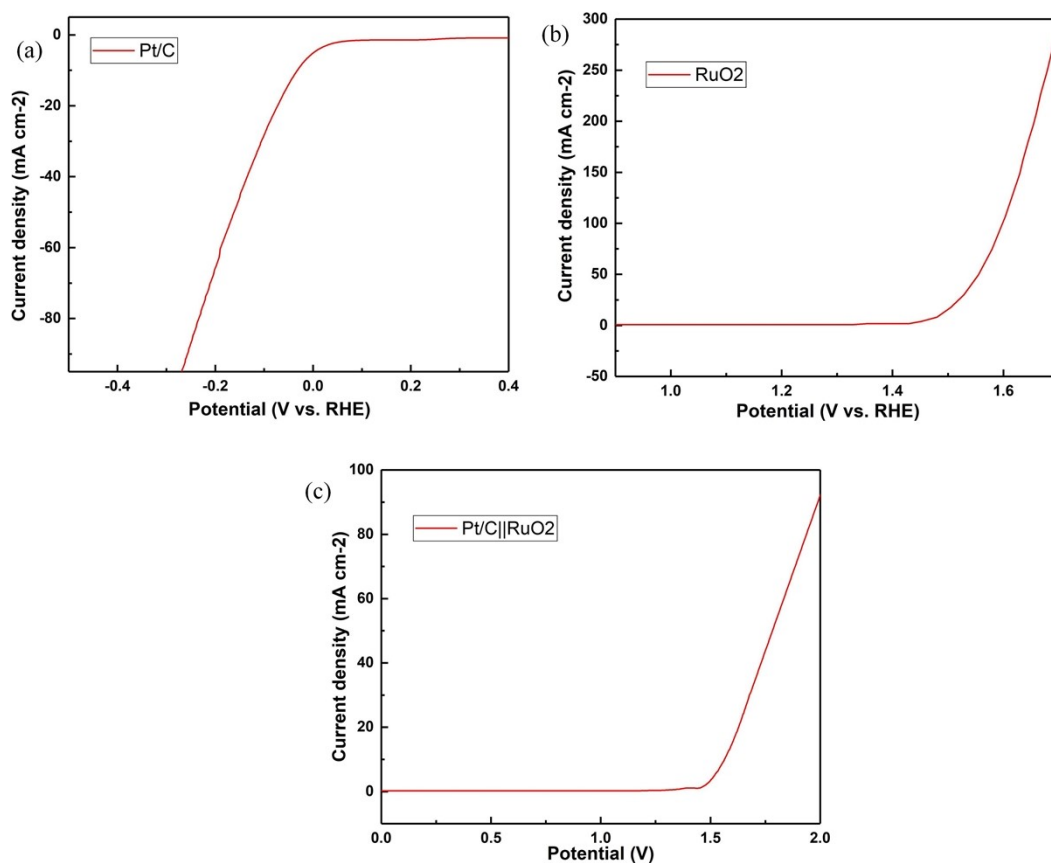 (a)
Pt/C
0
-20
-40
-60
-80
Current density (mA cm-2)
-0.4
-0.2
0.0
0.2
0.4
Potential (V vs. RHE)
(b)
RuO2
300
250
200
150
100
50
0
-50
Current density (mA cm-2)
1.0
1.2
1.4
1.6
Potential (V vs. RHE)
(c)
Pt/C||RuO2
100
80
60
40
20
0
Current density (mA cm-2)
0.0
0.5
1.0
1.5
2.0
Potential (V)